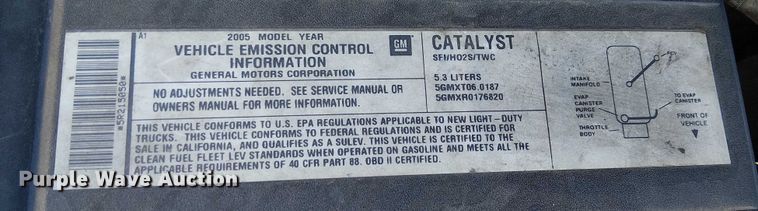 A1
2005 MODEL YEAR
VEHICLE EMISSION CONTROL
INFORMATION
GENERAL MOTORS CORPORATION
GM
NO ADJUSTMENTS NEEDED. SEE SERVICE MANUAL OR
OWNERS MANUAL FOR MORE INFORMATION.
CATALYST
SFI/HO2S/TWC
5.3 LITERS
5GMXT06.0187
5GMXR0176820
THIS VEHICLE CONFORMS TO U.S. EPA REGULATIONS APPLICABLE TO NEW LIGHT-DUTY
TRUCKS. THIS VEHICLE CONFORMS TO FEDERAL REGULATIONS AND IS CERTIFIED FOR
SALE IN CALIFORNIA, AND QUALIFIES AS A SULEV. THIS VEHICLE IS CERTIFIED TO THE
CLEAN FUEL FLEET LEV STANDARDS WHEN OPERATED ON GASOLINE AND MEETS ALL THE
APPLICABLE REQUIREMENTS OF 40 CFR PART 88. OBD II CERTIFIED.
INTAKE
MANIFOLD
EVAP
CANISTER
PURGE
VALVE
THROTTLE
BODY
TO EVAP
CANISTER
FRONT OF
VEHICLE
*5R215050*
Purple Wave Auction